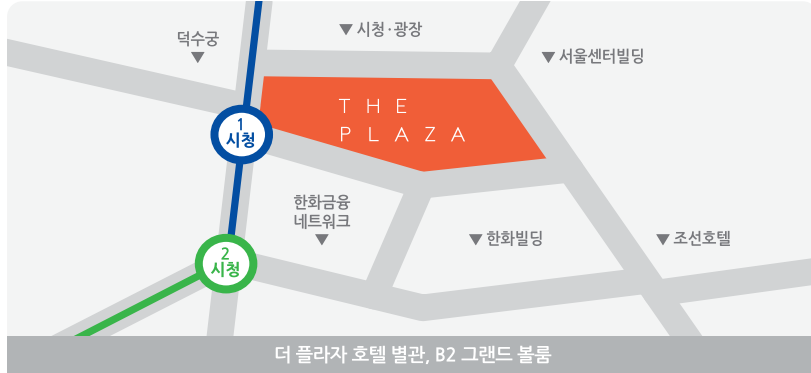 ▼ 시청·광장
덕수궁
▼
▼ 서울센터빌딩
THE
PLAZA
1
시청
한화금융
네트워크
▼
▼ 한화빌딩
▼ 조선호텔
2
시청
더 플라자 호텔 별관, B2 그랜드 볼룸